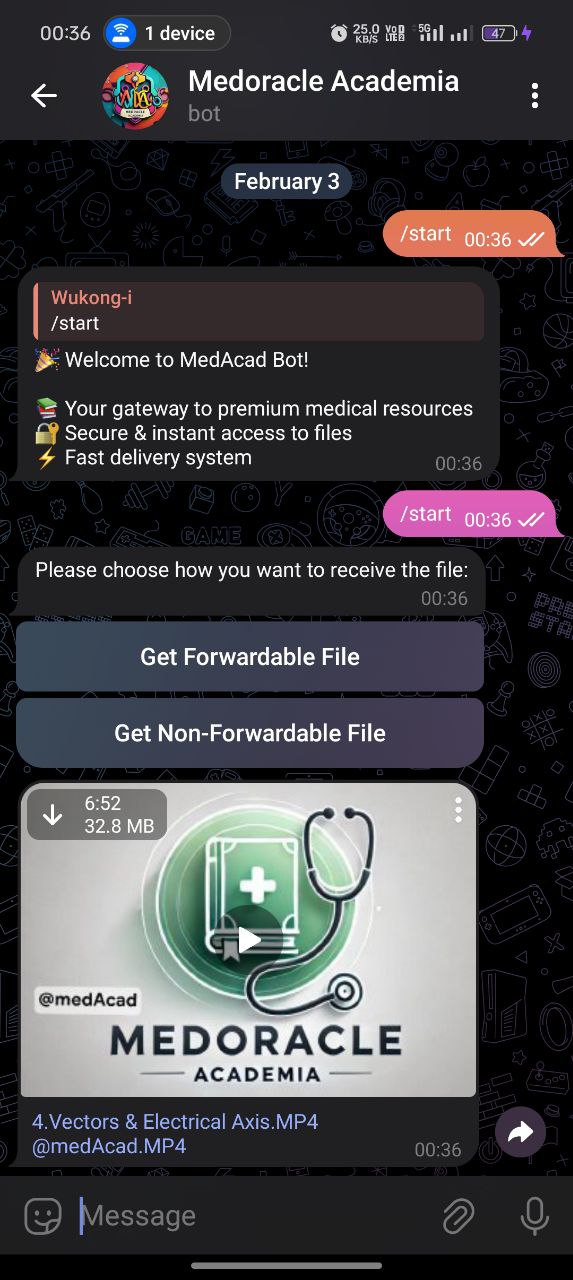 00:36
1 device
25.0
KB/S
Vo D
LTE 2
5G
47
Medoracle Academia
bot
February 3
/start 00:36
Wukong-i
/start
🎉 Welcome to MedAcad Bot!
📚 Your gateway to premium medical resources
🔐 Secure & instant access to files
⚡ Fast delivery system
00:36
/start 00:36
GAME
Please choose how you want to receive the file:
00:36
Get Forwardable File
Get Non-Forwardable File
6:52
32.8 MB
@medAcad
MEDORACLE
ACADEMIA
4.Vectors & Electrical Axis.MP4
@medAcad.MP4
00:36
Message